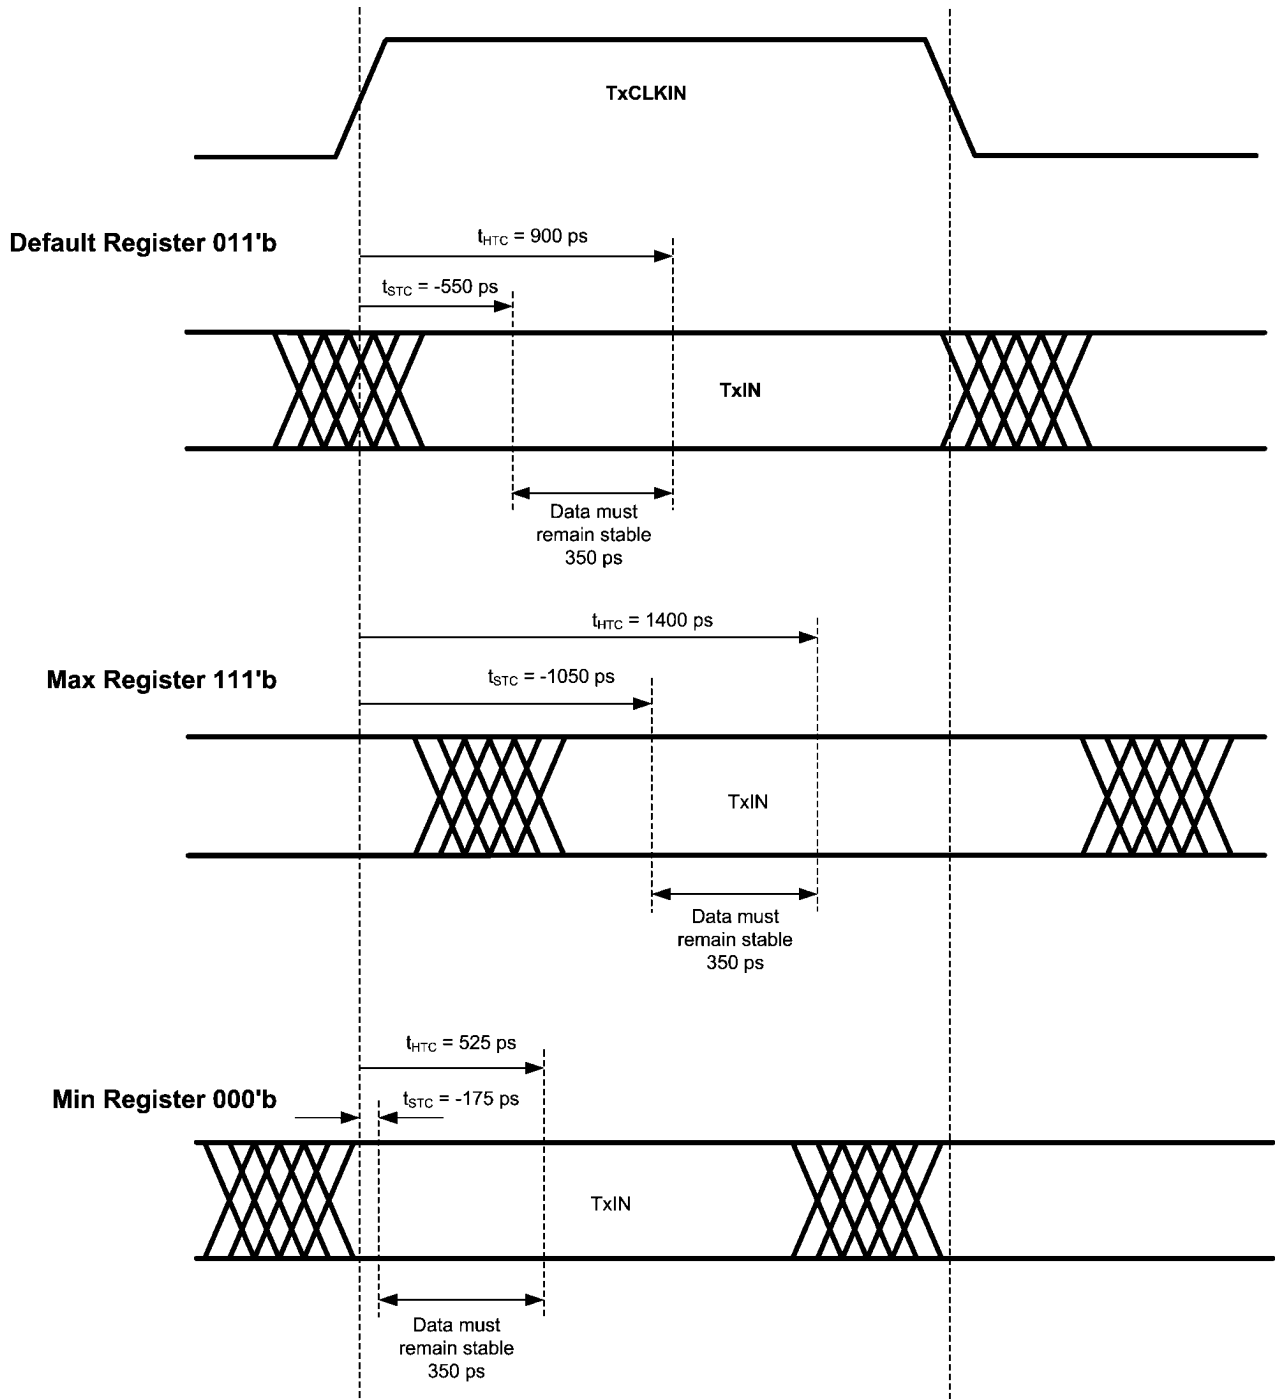 TxCLKIN
Default Register 011'b
tHTC = 900 ps
tSTC = -550 ps
TxIN
Data must
remain stable
350 ps
tHTC = 1400 ps
Max Register 111'b
tSTC = -1050 ps
TxIN
Data must
remain stable
350 ps
tHTC = 525 ps
Min Register 000'b
tSTC = -175 ps
TxIN
Data must
remain stable
350 ps